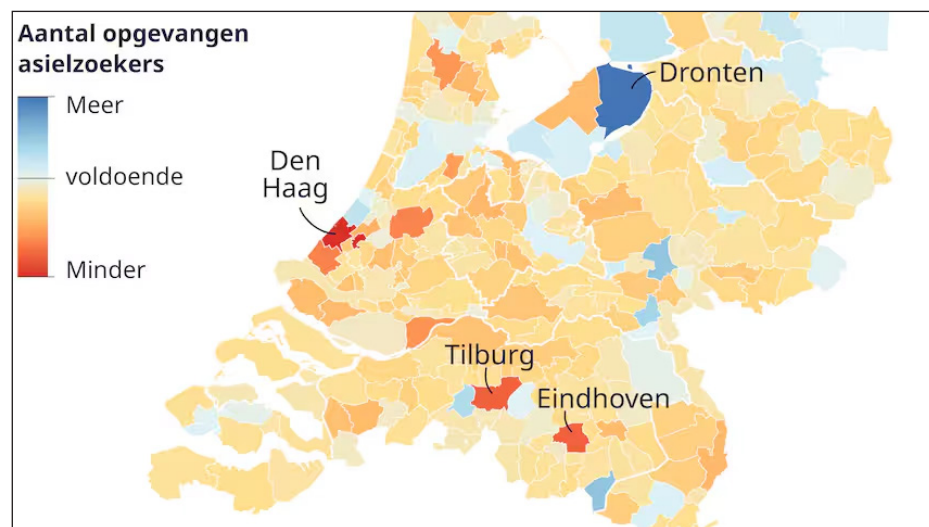 Aantal opgevangen
asielzoekers
Meer
voldoende
Minder
Dronten
Den
Haag
Tilburg
Eindhoven